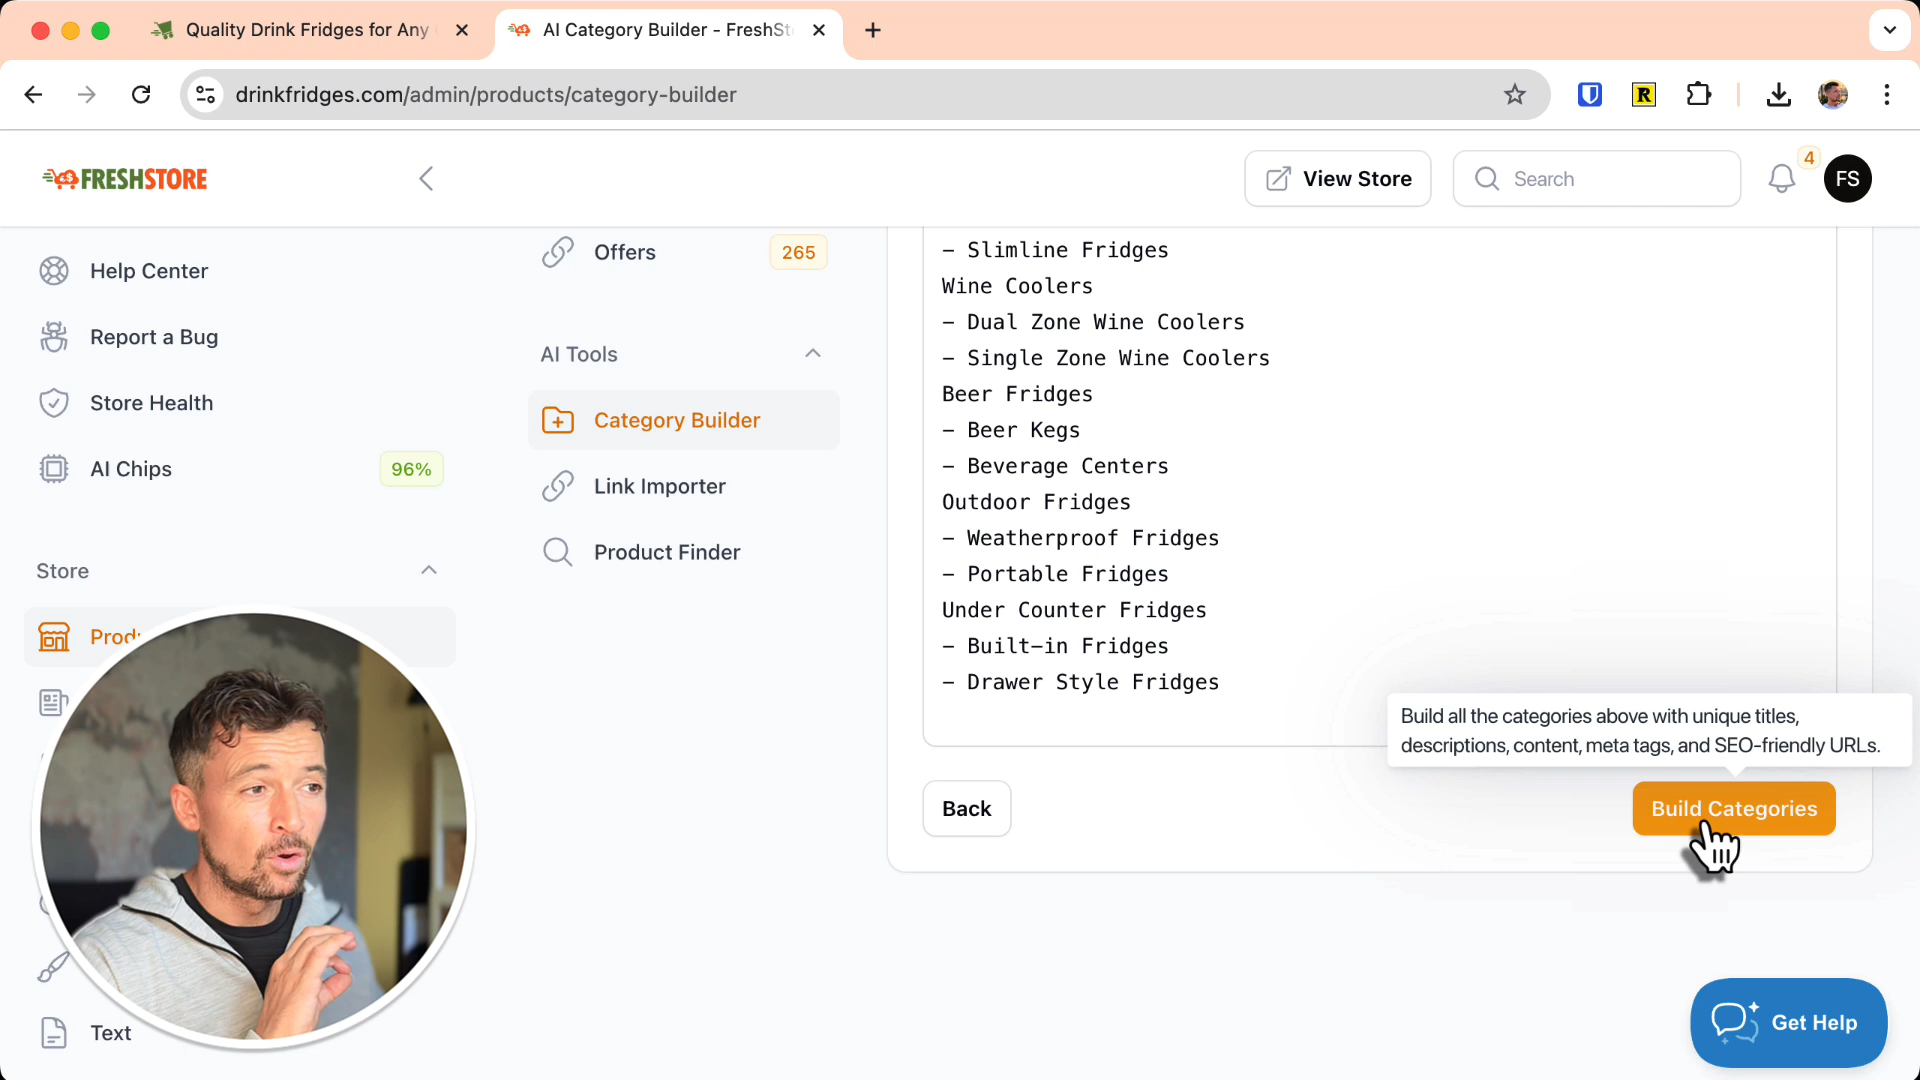 Quality Drink Fridges for Any
AI Category Builder - FreshSt
drinkfridges.com/admin/products/category-builder
R
FRESHSTORE
View Store
Search
4
FS
Help Center
Report a Bug
Store Health
AI Chips
96%
Store
Produ
Text
Offers
265
AI Tools
Category Builder
Link Importer
Product Finder
– Slimline Fridges
Wine Coolers
– Dual Zone Wine Coolers
– Single Zone Wine Coolers
Beer Fridges
– Beer Kegs
– Beverage Centers
Outdoor Fridges
– Weatherproof Fridges
– Portable Fridges
Under Counter Fridges
– Built-in Fridges
– Drawer Style Fridges
Build all the categories above with unique titles,
descriptions, content, meta tags, and SEO-friendly URLs.
Back
Build Categories
Get Help